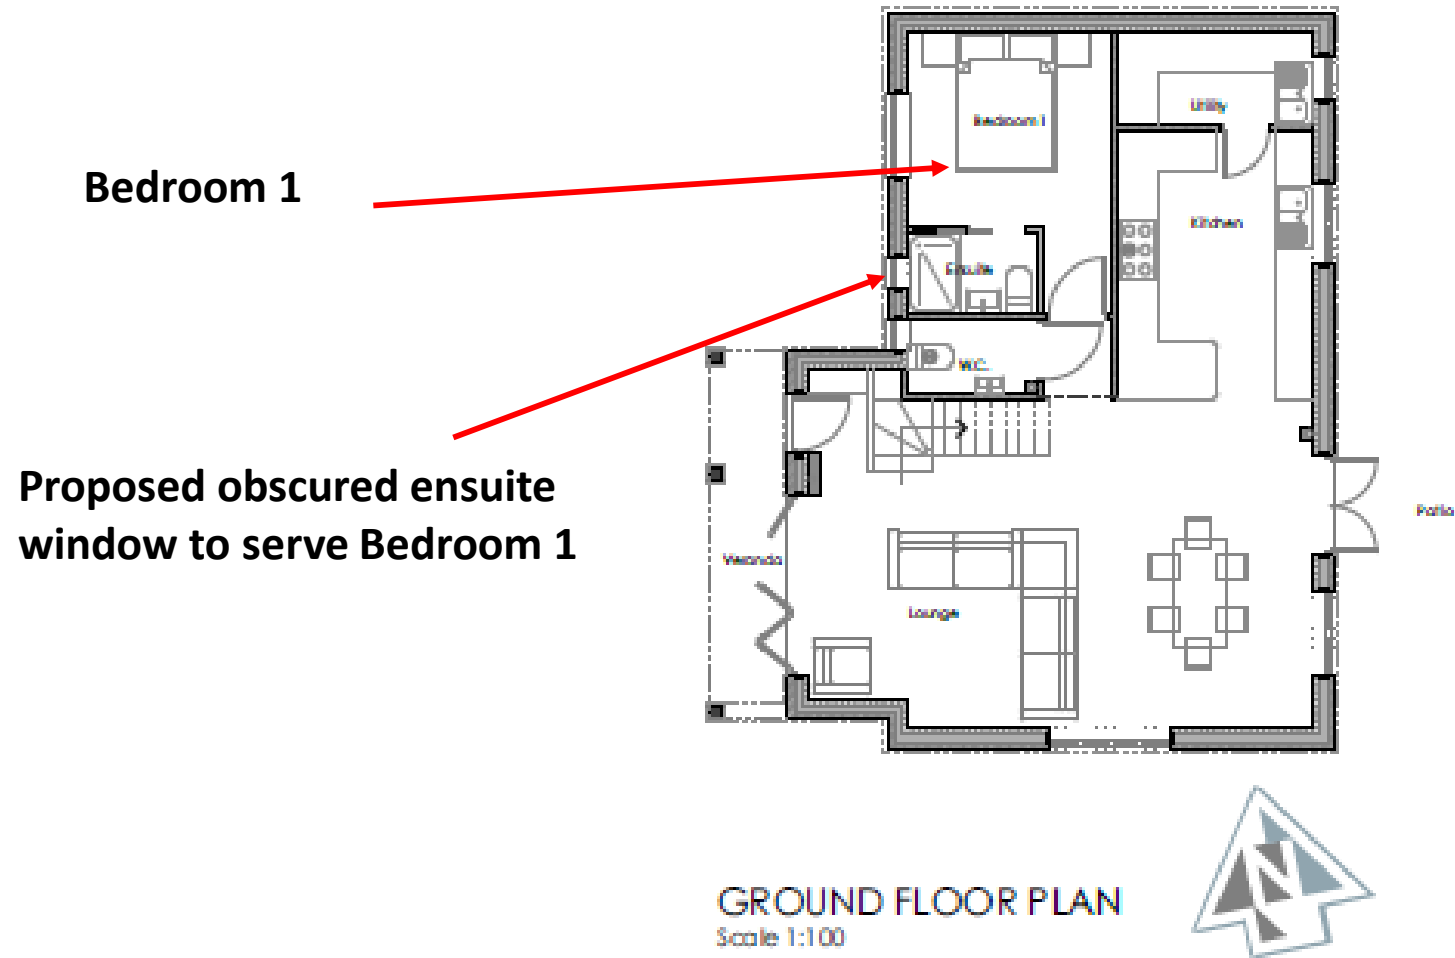 Bedroom 1
Proposed obscured ensuite
window to serve Bedroom 1
Bedroom 1
Utility
Kitchen
Ensuite
W.C.
Patio
Veranda
Lounge
N
GROUND FLOOR PLAN
Scale 1:100